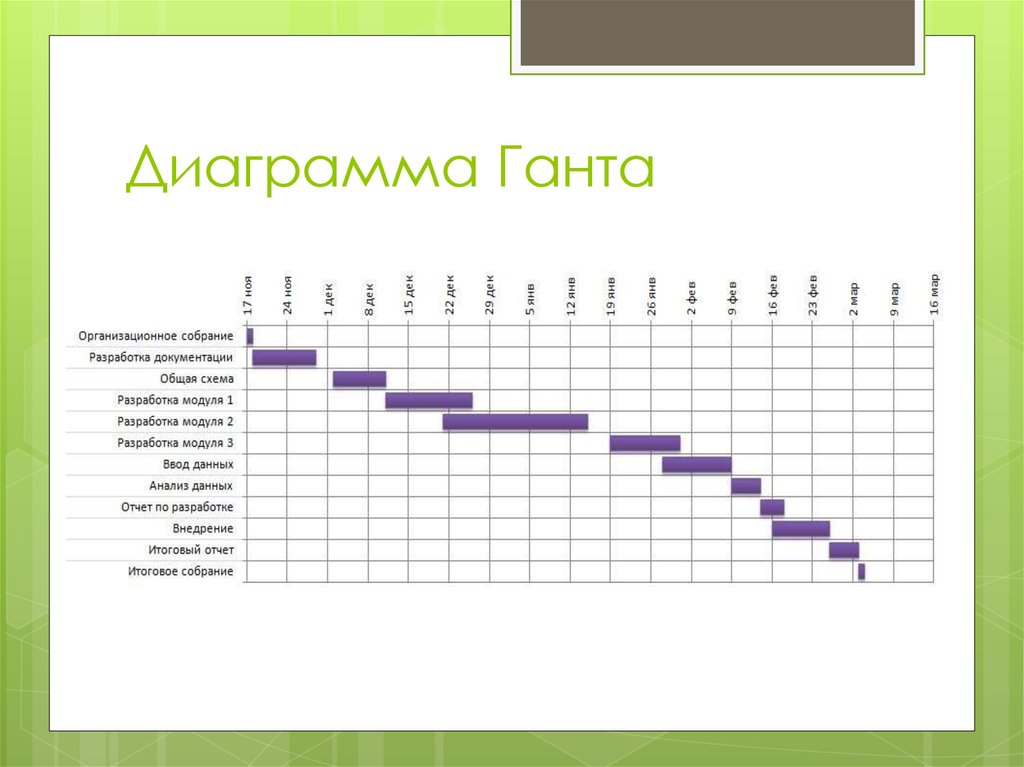 Диаграмма Ганта
17 ноя
24 ноя
1 дек
8 дек
15 дек
22 дек
29 дек
5 янв
12 янв
19 янв
26 янв
2 фев
9 фев
16 фев
23 фев
2 мар
9 мар
16 мар
Организационное собрание
Разработка документации
Общая схема
Разработка модуля 1
Разработка модуля 2
Разработка модуля 3
Ввод данных
Анализ данных
Отчет по разработке
Внедрение
Итоговый отчет
Итоговое собрание